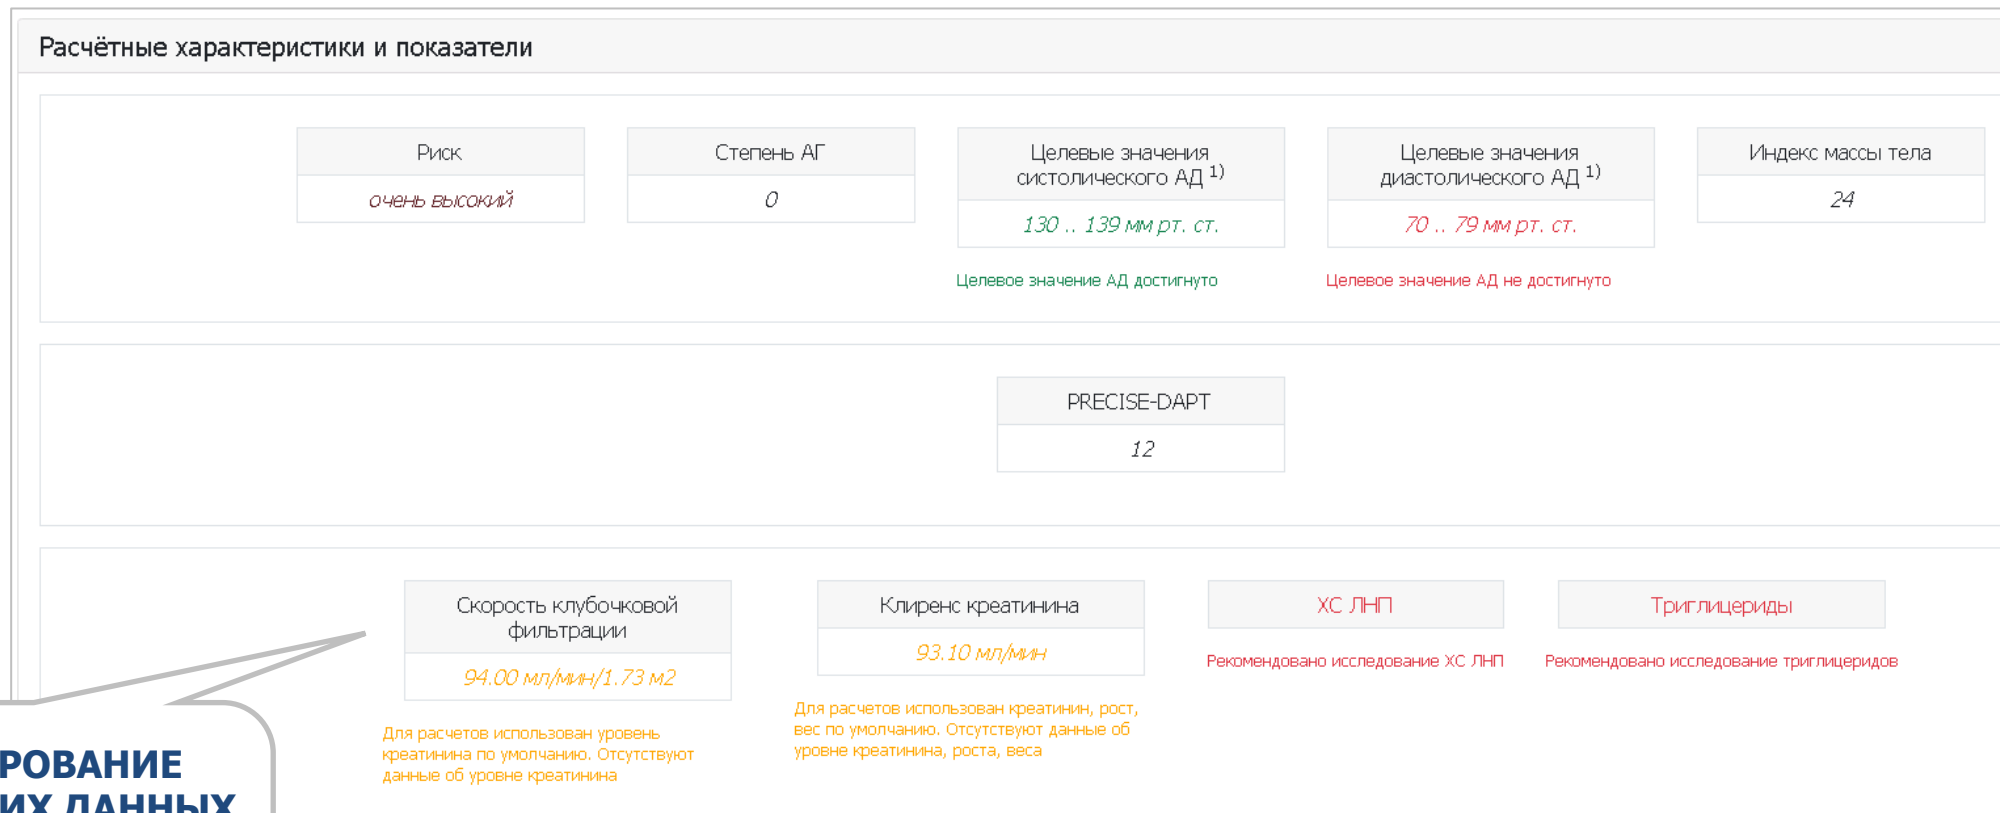 Расчётные характеристики и показатели
Риск
очень высокий
Степень АГ
0
Целевые значения
систолического АД 1)
130 .. 139 мм рт. ст.
Целевое значение АД достигнуто
Целевые значения
диастолического АД 1)
70 .. 79 мм рт. ст.
Целевое значение АД не достигнуто
Индекс массы тела
24
PRECISE-DAPT
12
Скорость клубочковой
фильтрации
94.00 мл/мин/1.73 м2
Для расчетов использован уровень
креатинина по умолчанию. Отсутствуют
данные об уровне креатинина
Клиренс креатинина
93.10 мл/мин
Для расчетов использован креатинин, рост,
вес по умолчанию. Отсутствуют данные об
уровне креатинина, роста, веса
ХС ЛНП
Рекомендовано исследование ХС ЛНП
Триглицериды
Рекомендовано исследование триглицеридов
РОВАНИЕ
ИХ ДАННЫХ